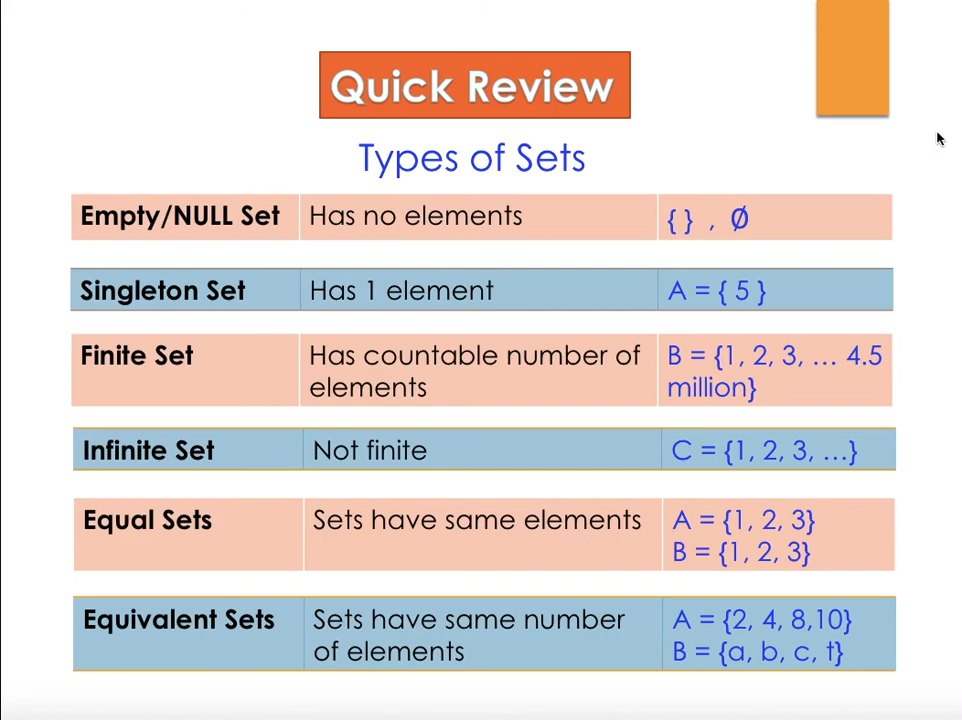 Quick Review
Types of Sets
Empty/NULL Set Has no elements { } , Ø
Singleton Set Has 1 element A = { 5 }
Finite Set Has countable number of B = {1, 2, 3, … 4.5
elements million}
Infinite Set Not finite C = {1, 2, 3, …}
Equal Sets Sets have same elements A = {1, 2, 3}
B = {1, 2, 3}
Equivalent Sets Sets have same number A = {2, 4, 8,10}
of elements B = {a, b, c, t}